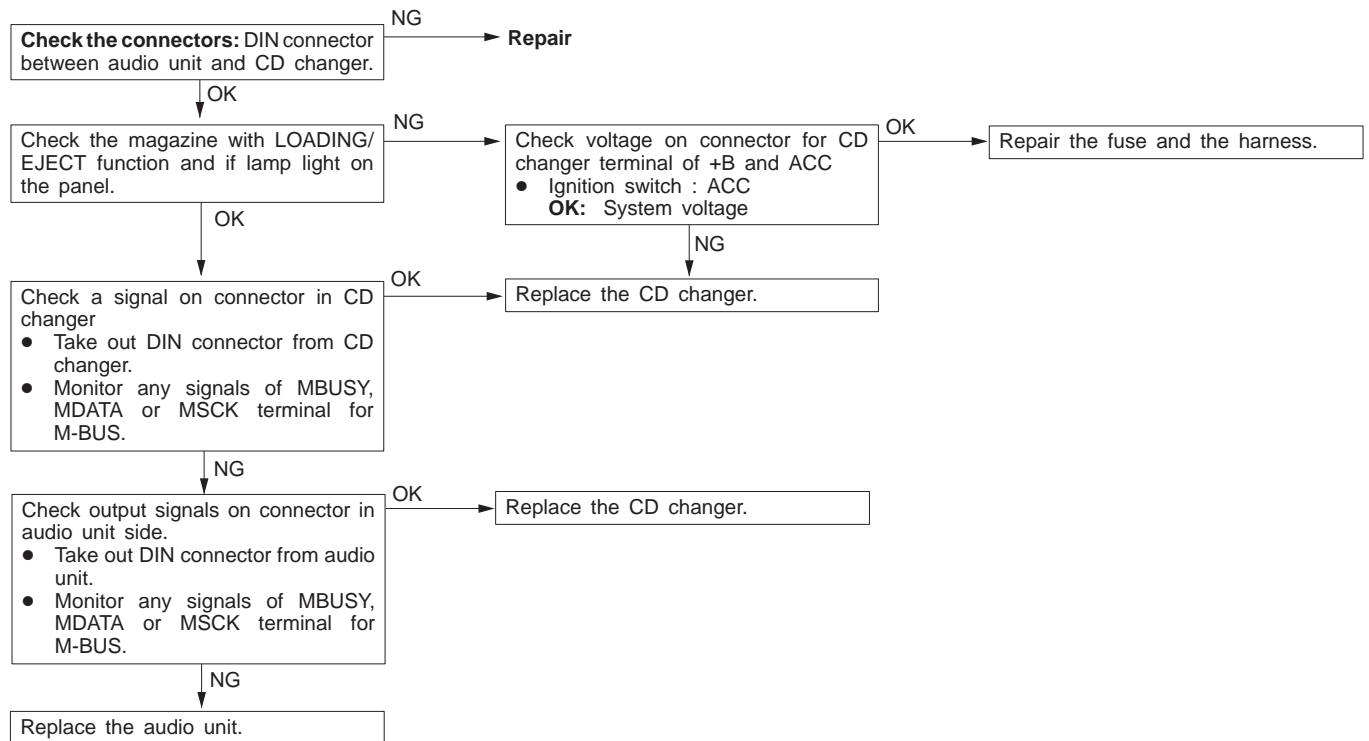 NG
Check the connectors: DIN connector
between audio unit and CD changer.
Repair
OK
Check the magazine with LOADING/
EJECT function and if lamp light on
the panel.
NG
Check voltage on connector for CD
changer terminal of +B and ACC
● Ignition switch : ACC
OK: System voltage
OK
Repair the fuse and the harness.
OK
NG
Check a signal on connector in CD
changer
● Take out DIN connector from CD
changer.
● Monitor any signals of MBUSY,
MDATA or MSCK terminal for
M-BUS.
OK
Replace the CD changer.
NG
Check output signals on connector in
audio unit side.
● Take out DIN connector from audio
unit.
● Monitor any signals of MBUSY,
MDATA or MSCK terminal for
M-BUS.
OK
Replace the CD changer.
NG
Replace the audio unit.